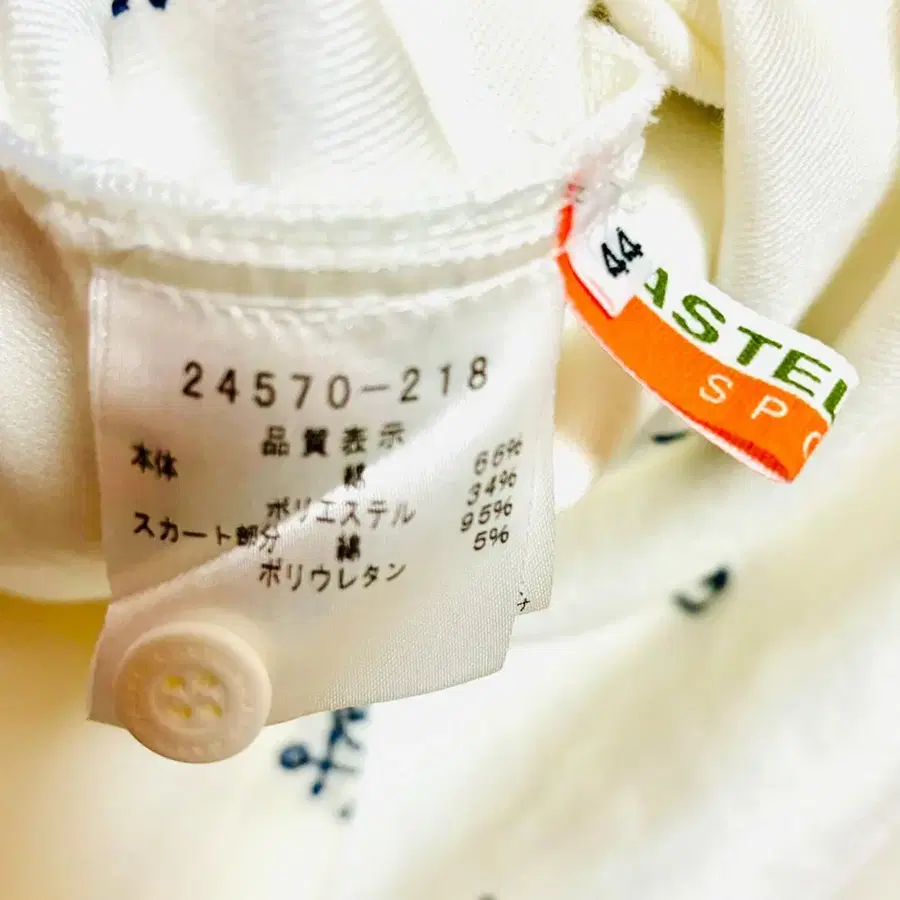 24570-218
品質表示
本体 綿 66%
ポリエステル 34%
スカート部分 綿 95%
ポリウレタン 5%
44
ASTEL
SP